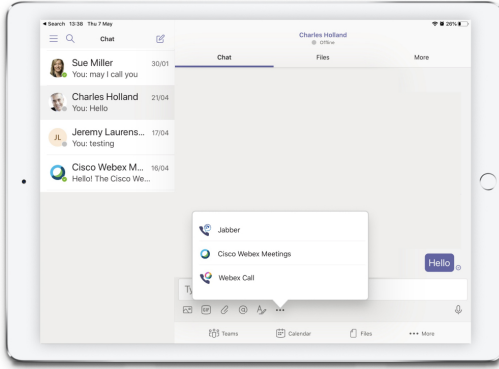 Search 13:38 Thu 7 May
26%
Chat
Sue Miller 30/01
You: may I call you
Charles Holland 21/04
You: Hello
JL
Jeremy Laurens... 17/04
You: testing
Cisco Webex M... 16/04
Hello! The Cisco We...
Charles Holland
Offline
Chat Files More
Hello
Jabber
Cisco Webex Meetings
Webex Call
Ty
GIF
Teams Calendar Files More